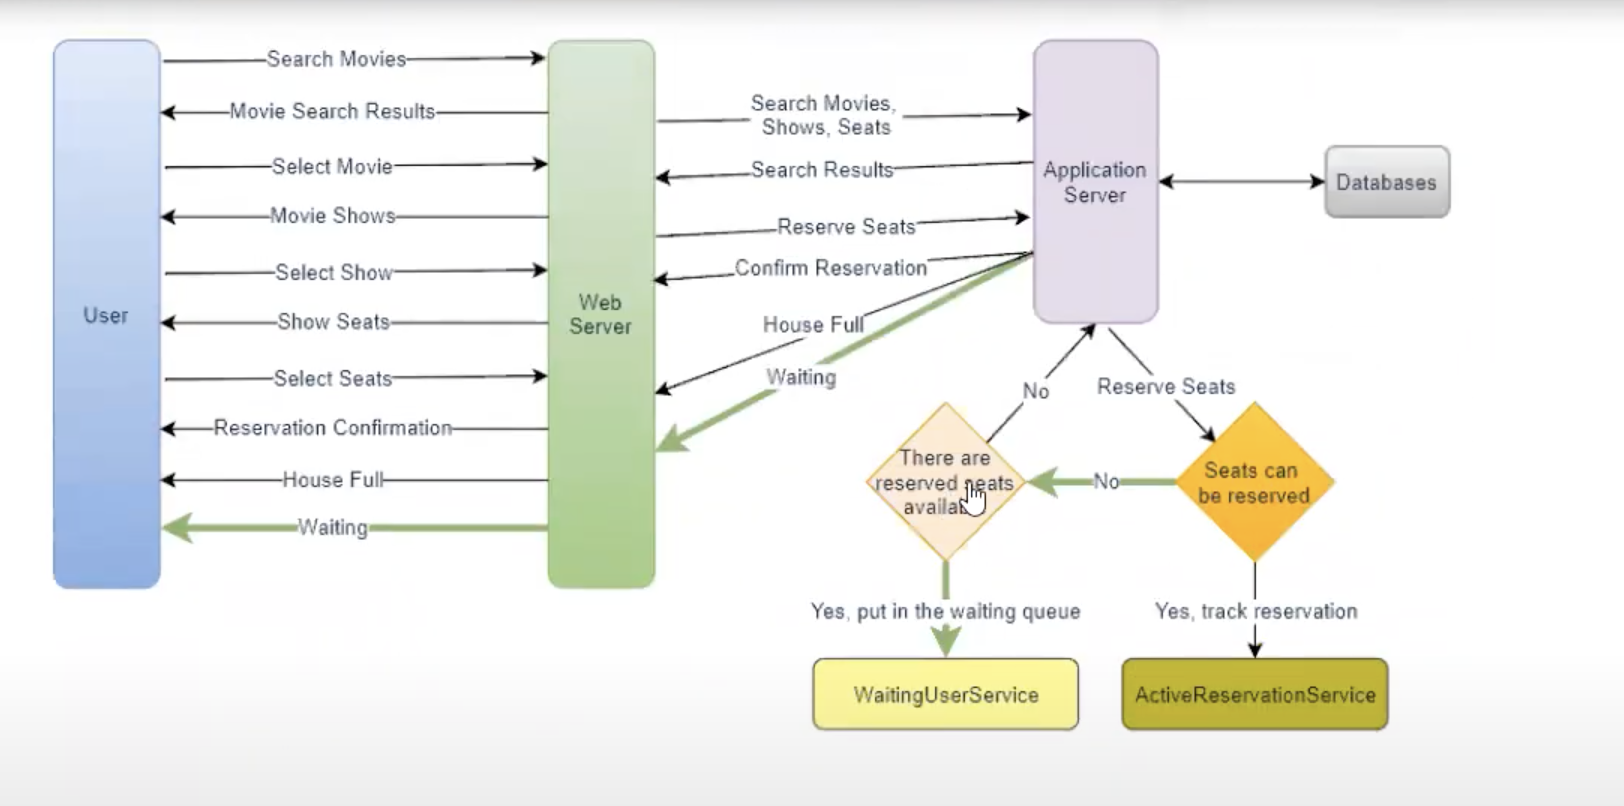 Search Movies
Movie Search Results
Select Movie
Movie Shows
Select Show
Show Seats
Select Seats
Reservation Confirmation
House Full
Waiting
User
Web
Server
Search Movies,
Shows, Seats
Search Results
Reserve Seats
Confirm Reservation
House Full
Waiting
Application
Server
Databases
No
Reserve Seats
There are
reserved seats
No
Seats can
be reserved
Yes, put in the waiting queue
Yes, track reservation
WaitingUserService
ActiveReservationService